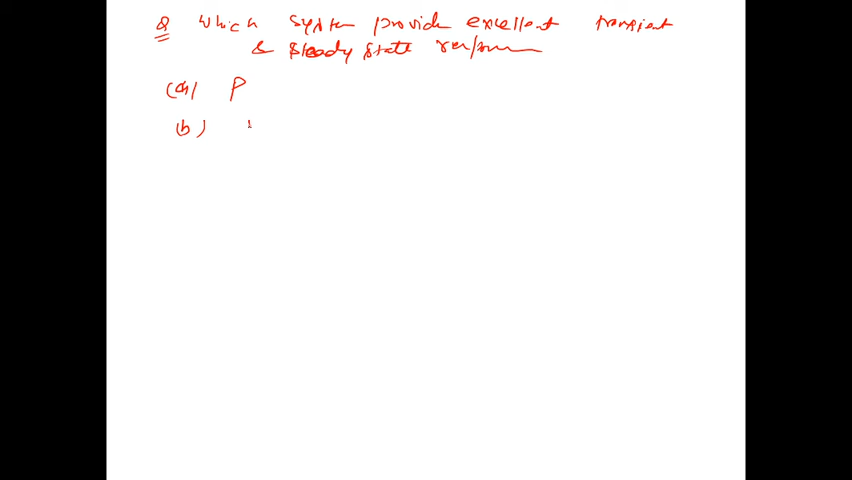 Q Which system provide excellent transient
& steady state response
(a) P
(b)